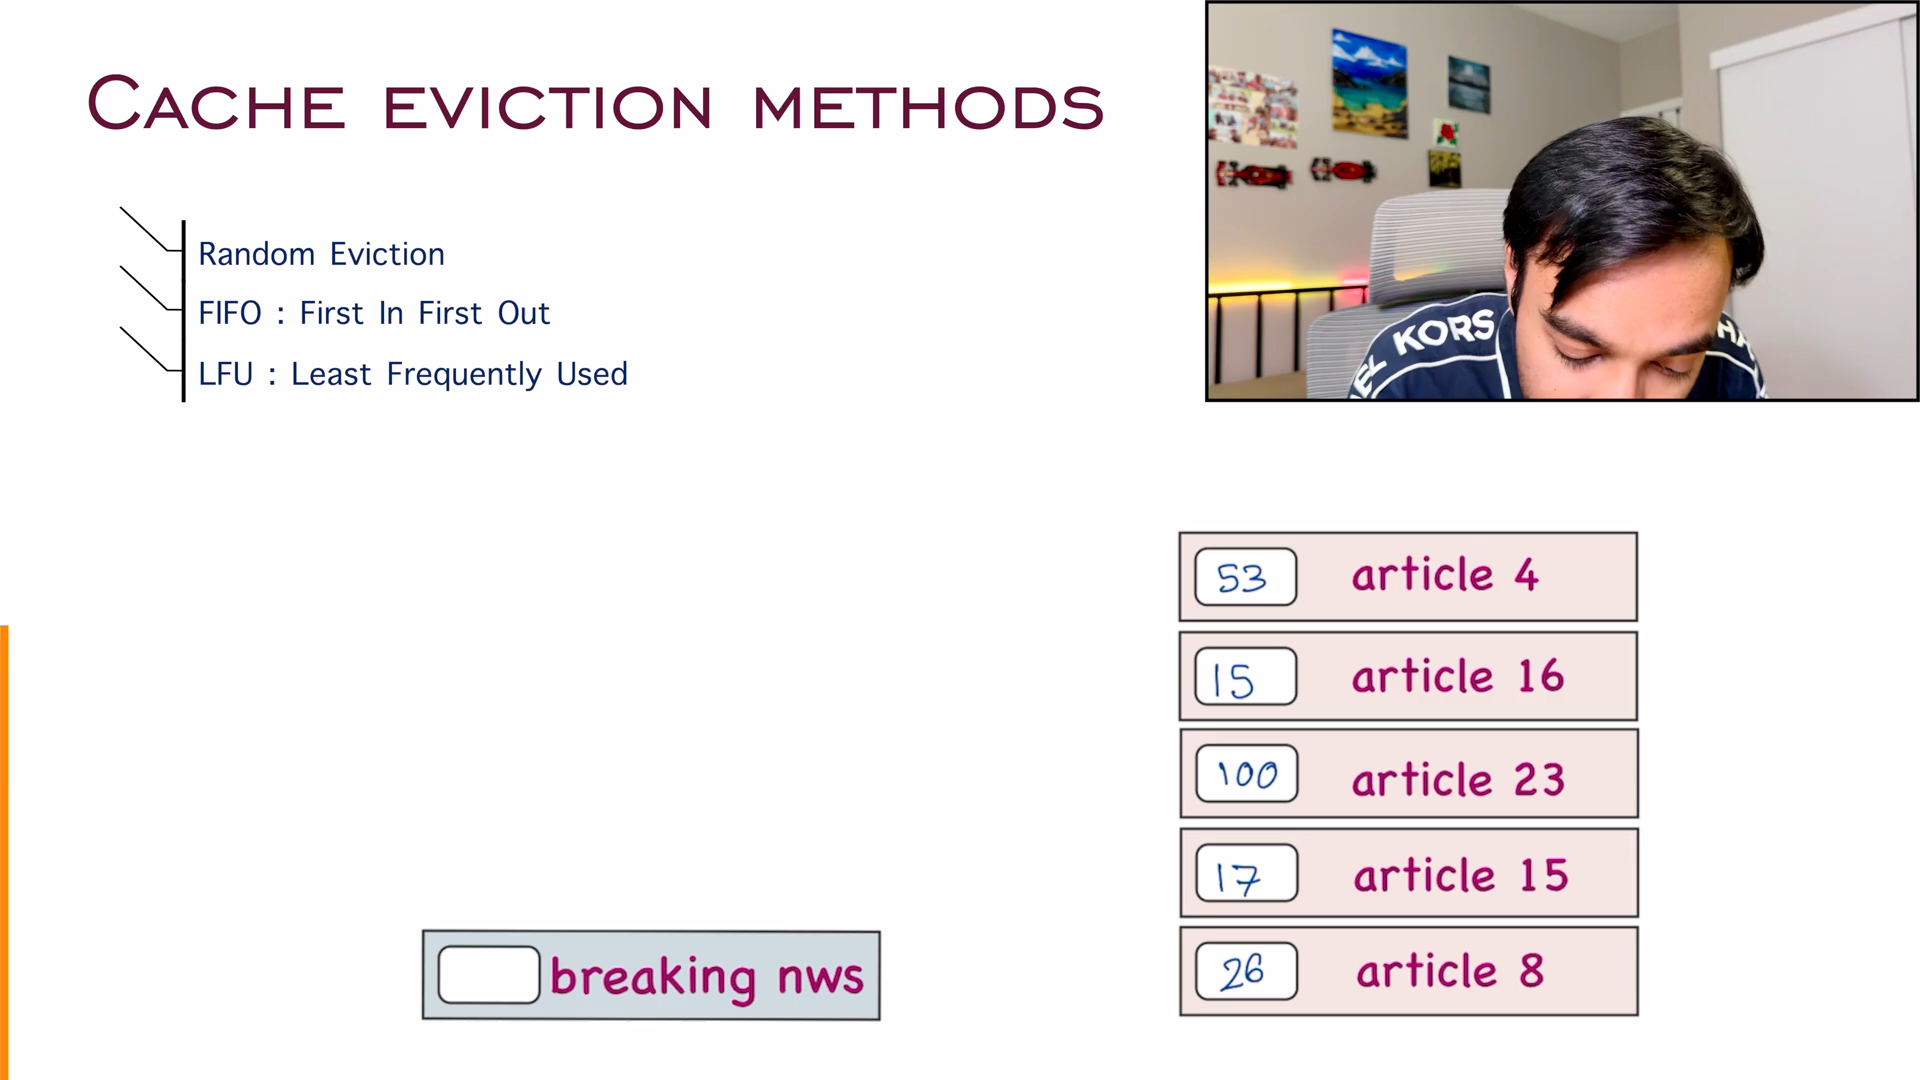 CACHE EVICTION METHODS
Random Eviction
FIFO : First In First Out
LFU : Least Frequently Used
KORS
53 article 4
15 article 16
100 article 23
17 article 15
26 article 8
breaking nws